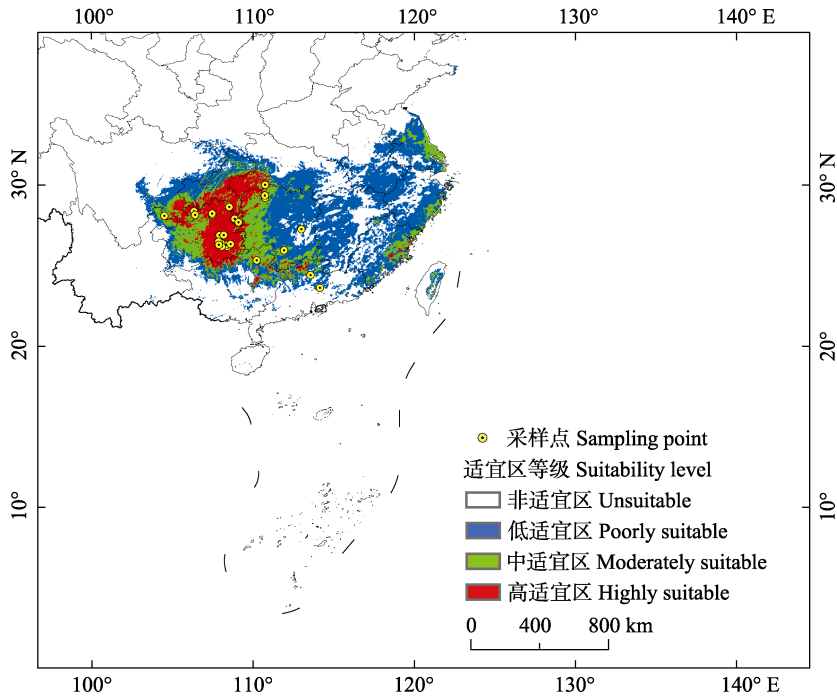 100° 110° 120° 130° 140° E
30° N
30° N
20°
20°
10°
10°
采样点 Sampling point
适宜区等级 Suitability level
非适宜区 Unsuitable
低适宜区 Poorly suitable
中适宜区 Moderately suitable
高适宜区 Highly suitable
0 400 800 km
100° 110° 120° 130° 140° E